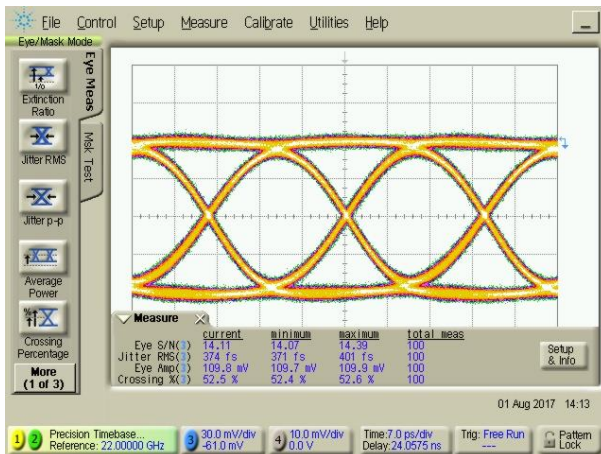 File Control Setup Measure Calibrate Utilities Help
Eye/Mask Mode
Eye Meas
Msk Test
1/0
Extinction
Ratio
Jitter RMS
Jitter p-p
Average
Power
%
Crossing
Percentage
More
(1 of 3)
Measure
current minimum maximum total meas
Eye S/N(3) 14.11 14.07 14.39 100
Jitter RMS(3) 374 fs 371 fs 401 fs 100
Eye Amp(3) 109.8 mV 109.7 mV 109.9 mV 100
Crossing %(3) 52.5 % 52.4 % 52.6 % 100
Setup
& Info
01 Aug 2017 14:13
1 2 Precision Timebase...
Reference: 22.00000 GHz
3 30.0 mV/div
-61.0 mV
4 10.0 mV/div
0.0 V
Time:7.0 ps/div
Delay:24.0575 ns
Trig: Free Run
---
Pattern
Lock